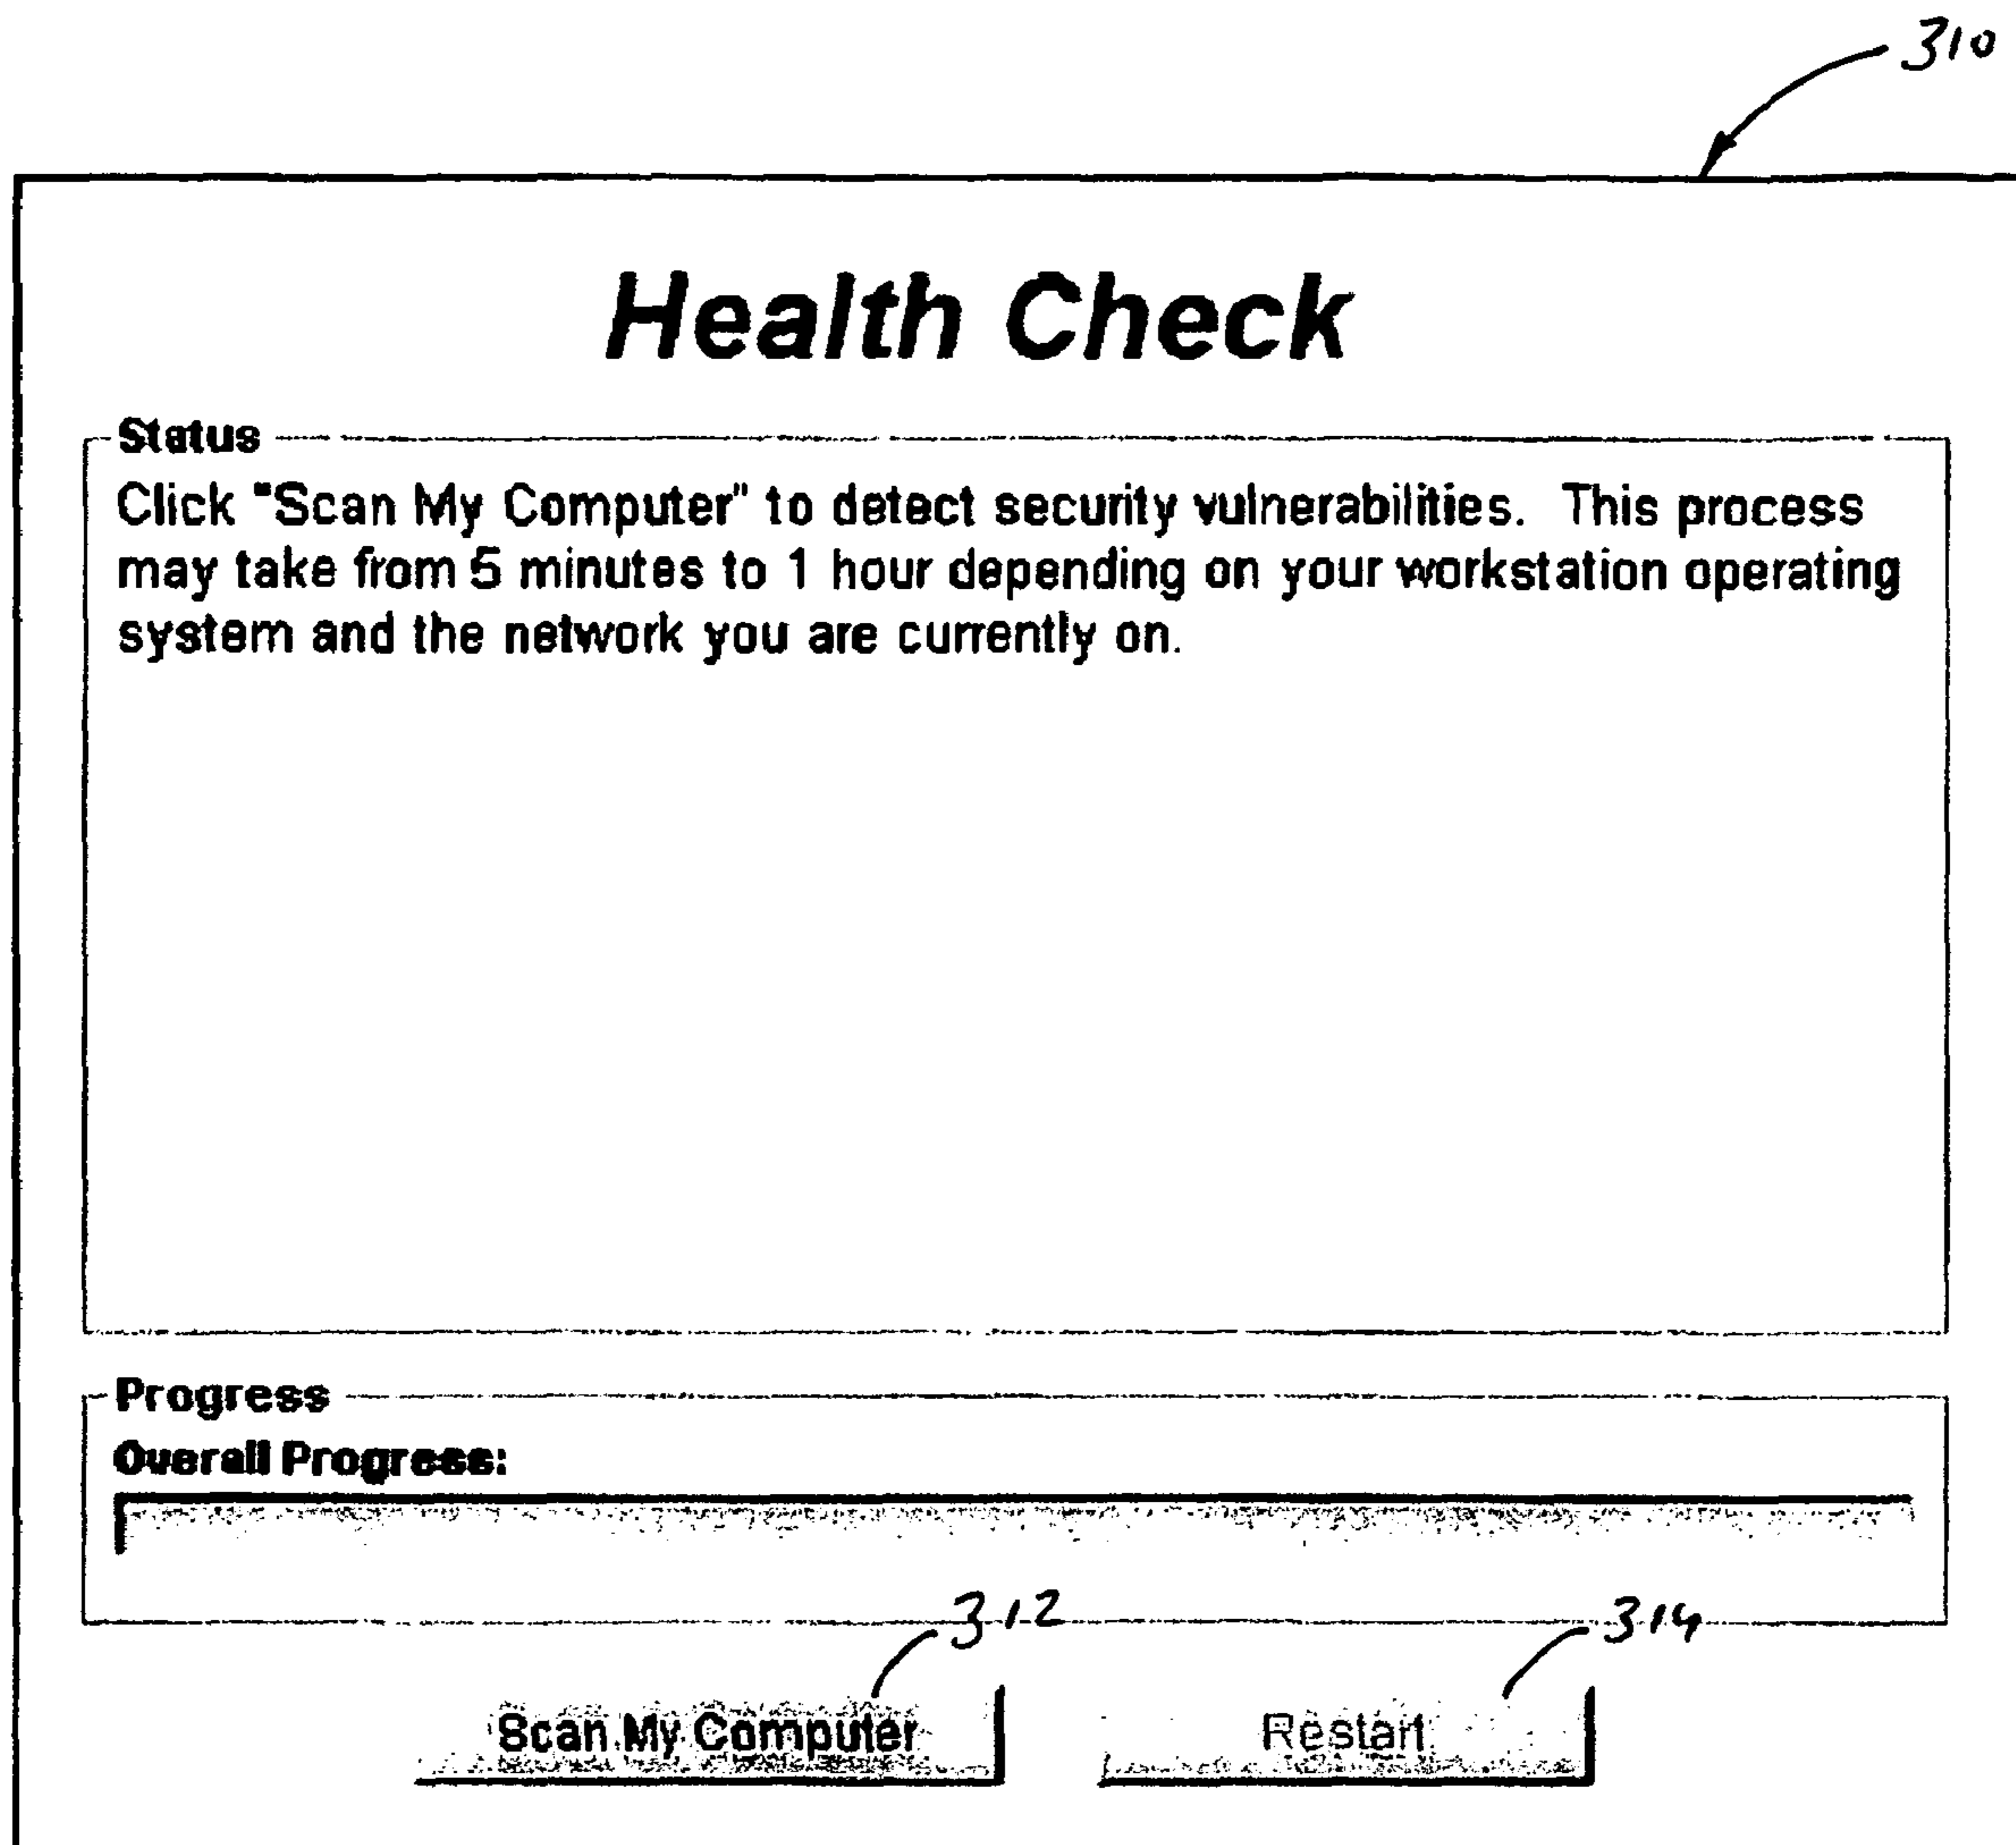 310
Health Check
Status
Click "Scan My Computer" to detect security vulnerabilities. This process
may take from 5 minutes to 1 hour depending on your workstation operating
system and the network you are currently on.
Progress
Overall Progress:
312
314
Scan My Computer
Restart